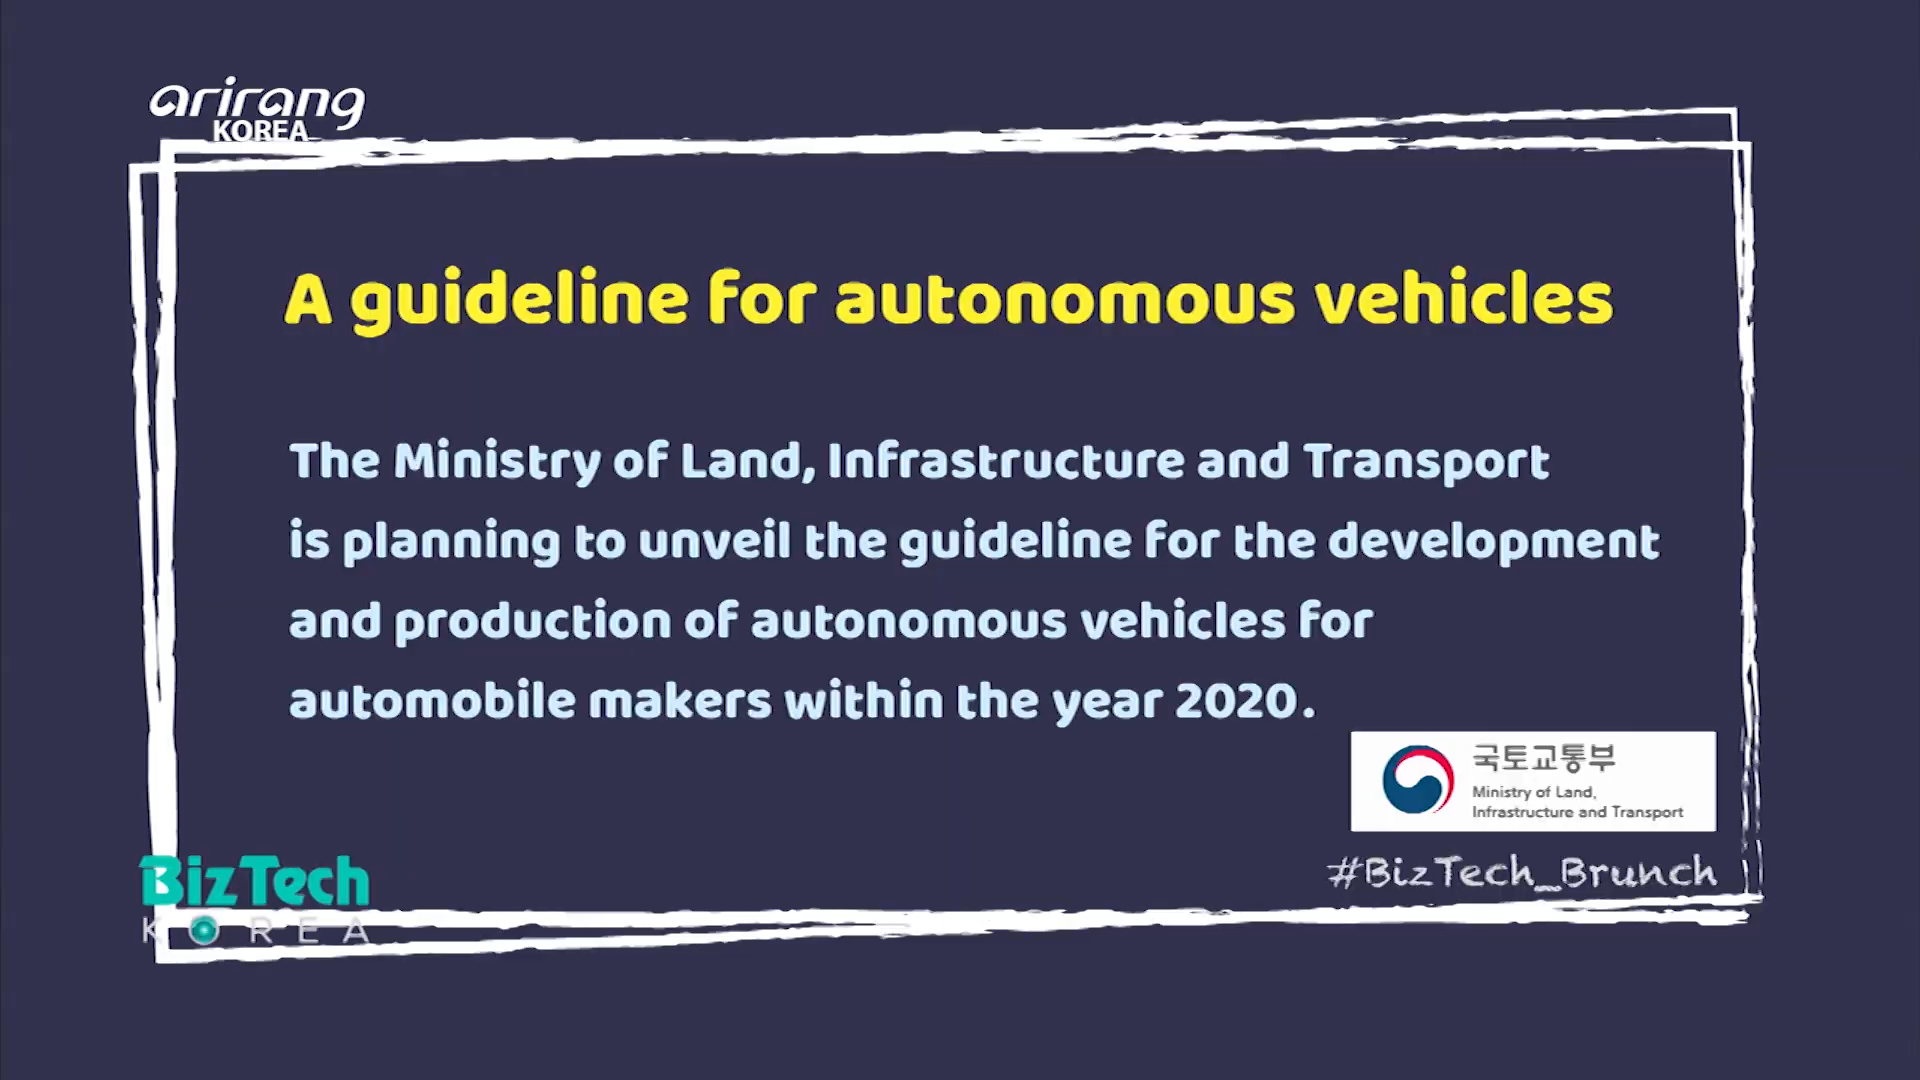 arirang
KOREA
A guideline for autonomous vehicles
The Ministry of Land, Infrastructure and Transport
is planning to unveil the guideline for the development
and production of autonomous vehicles for
automobile makers within the year 2020.
국토교통부
Ministry of Land,
Infrastructure and Transport
#BizTech_Brunch
BizTech
KOREA